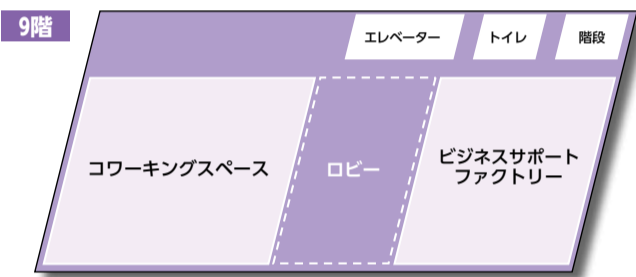 9階
エレベーター
トイレ
階段
コワーキングスペース
ロビー
ビジネスサポート
ファクトリー